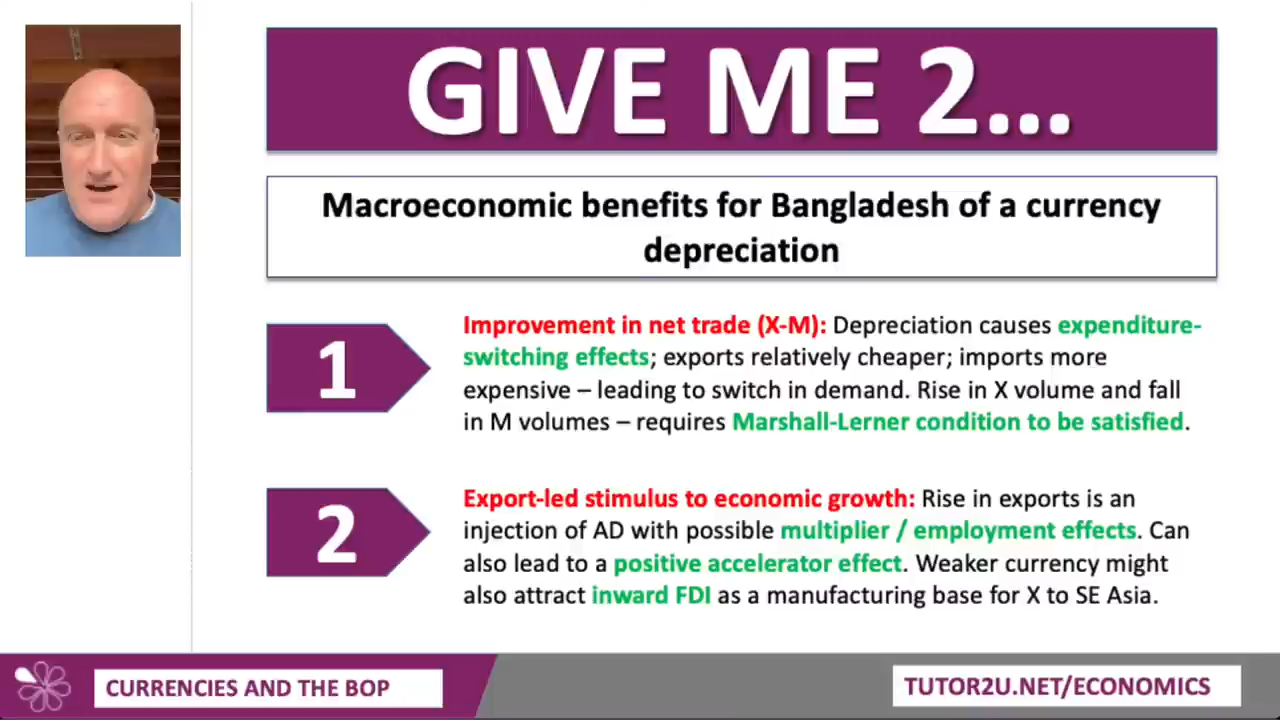 GIVE ME 2...
Macroeconomic benefits for Bangladesh of a currency
depreciation
1
Improvement in net trade (X-M): Depreciation causes expenditure-
switching effects; exports relatively cheaper; imports more
expensive – leading to switch in demand. Rise in X volume and fall
in M volumes – requires Marshall-Lerner condition to be satisfied.
2
Export-led stimulus to economic growth: Rise in exports is an
injection of AD with possible multiplier / employment effects. Can
also lead to a positive accelerator effect. Weaker currency might
also attract inward FDI as a manufacturing base for X to SE Asia.
CURRENCIES AND THE BOP
TUTOR2U.NET/ECONOMICS